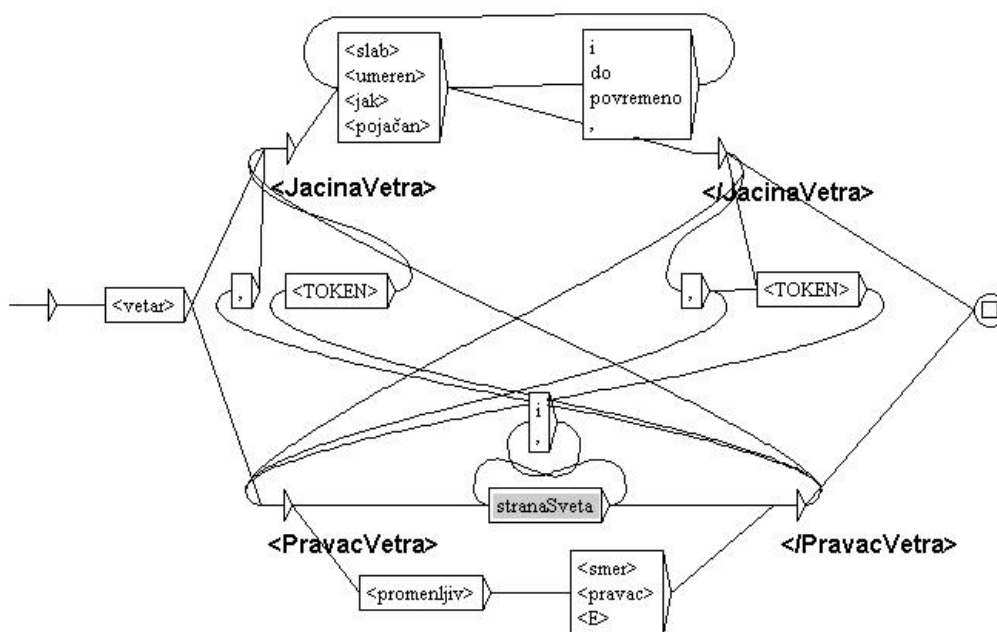 <slab>
<umeren>
<jak>
<pojačan>
i
do
povremeno
,
<JacinaVetra>
</JacinaVetra>
<vetar>
,
<TOKEN>
,
<TOKEN>
i
,
stranaSveta
<PravacVetra>
</PravacVetra>
<promenljiv>
<smer>
<pravac>
<E>